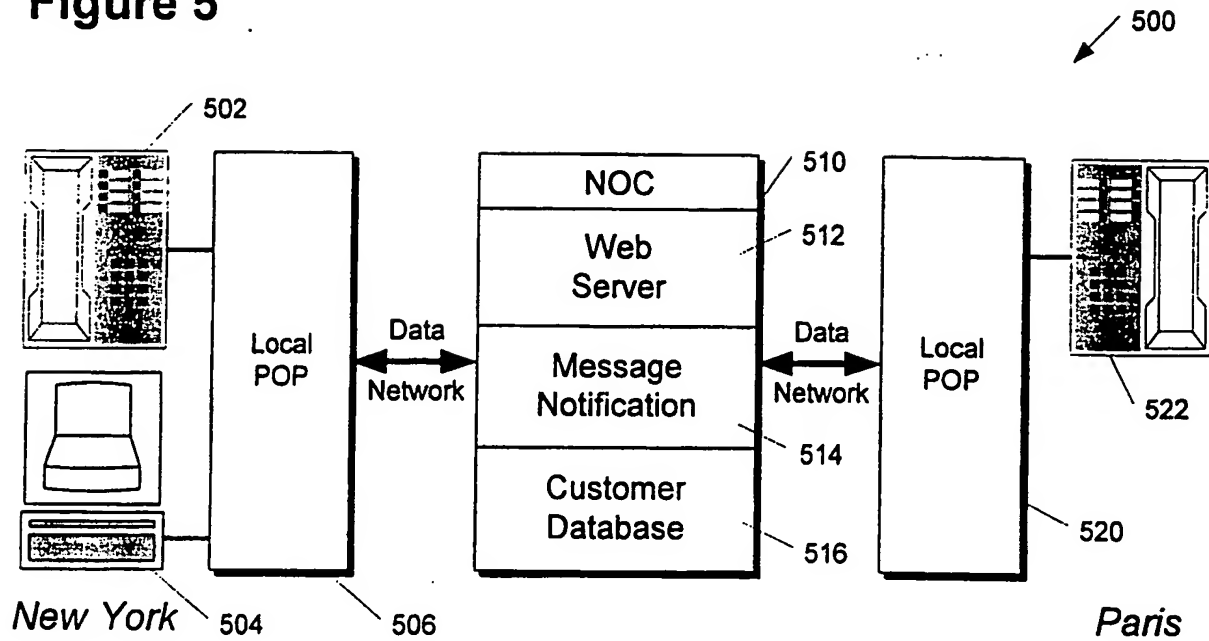 Figure 5
500
502
510
NOC
512
Web
Server
Data
Network
Local
POP
Message
Notification
Data
Network
Local
POP
522
514
Customer
Database
516
520
New York
504
506
Paris